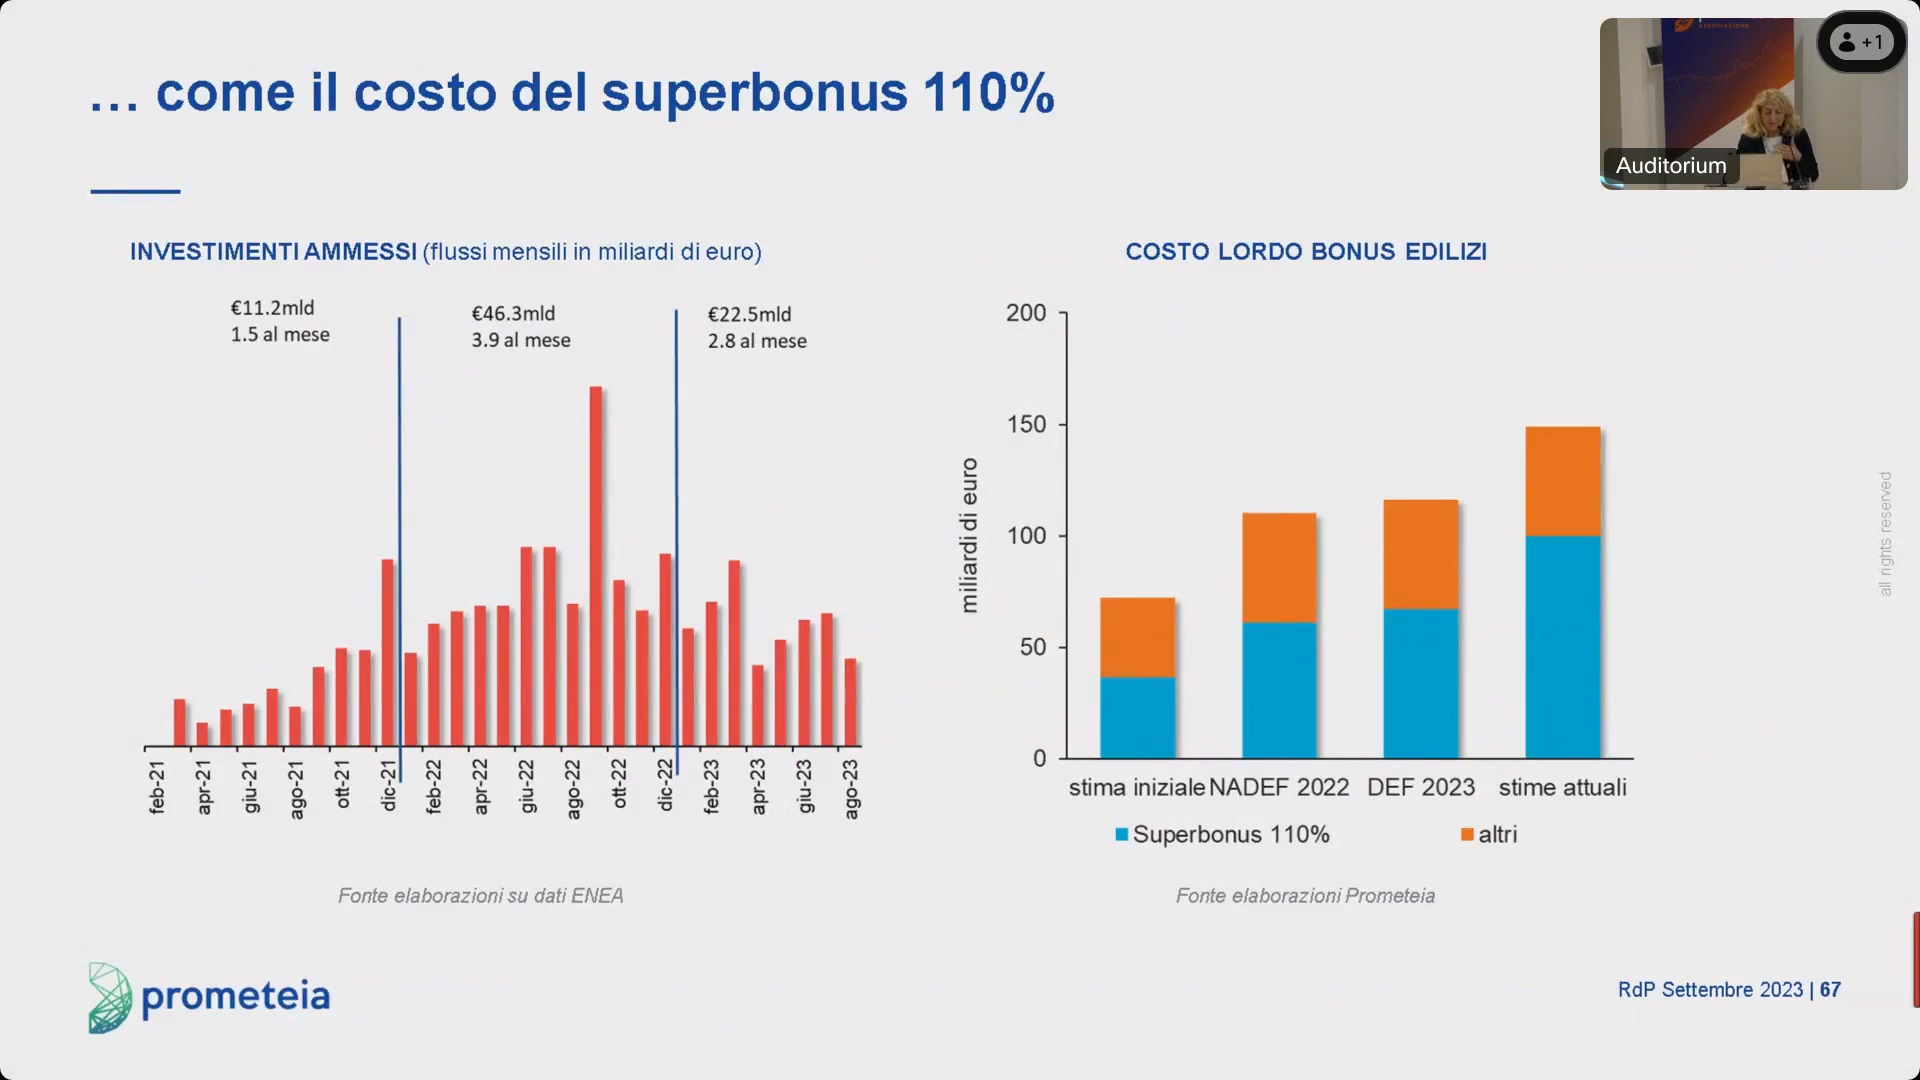 … come il costo del superbonus 110%
+1
Auditorium
INVESTIMENTI AMMESSI (flussi mensili in miliardi di euro)
€11.2mld
1.5 al mese
€46.3mld
3.9 al mese
€22.5mld
2.8 al mese
feb-21
apr-21
giu-21
ago-21
ott-21
dic-21
feb-22
apr-22
giu-22
ago-22
ott-22
dic-22
feb-23
apr-23
giu-23
ago-23
Fonte elaborazioni su dati ENEA
COSTO LORDO BONUS EDILIZI
miliardi di euro
200
150
100
50
0
stima iniziale NADEF 2022 DEF 2023 stime attuali
Superbonus 110% altri
Fonte elaborazioni Prometeia
all rights reserved
prometeia
RdP Settembre 2023 | 67